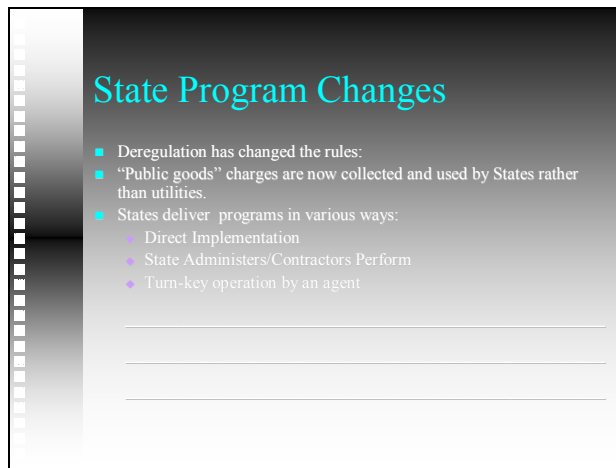 State Program Changes
Deregulation has changed the rules:
“Public goods” charges are now collected and used by States rather
than utilities.
States deliver  programs in various ways:
Direct Implementation
State Administers/Contractors Perform
Turn-key operation by an agent